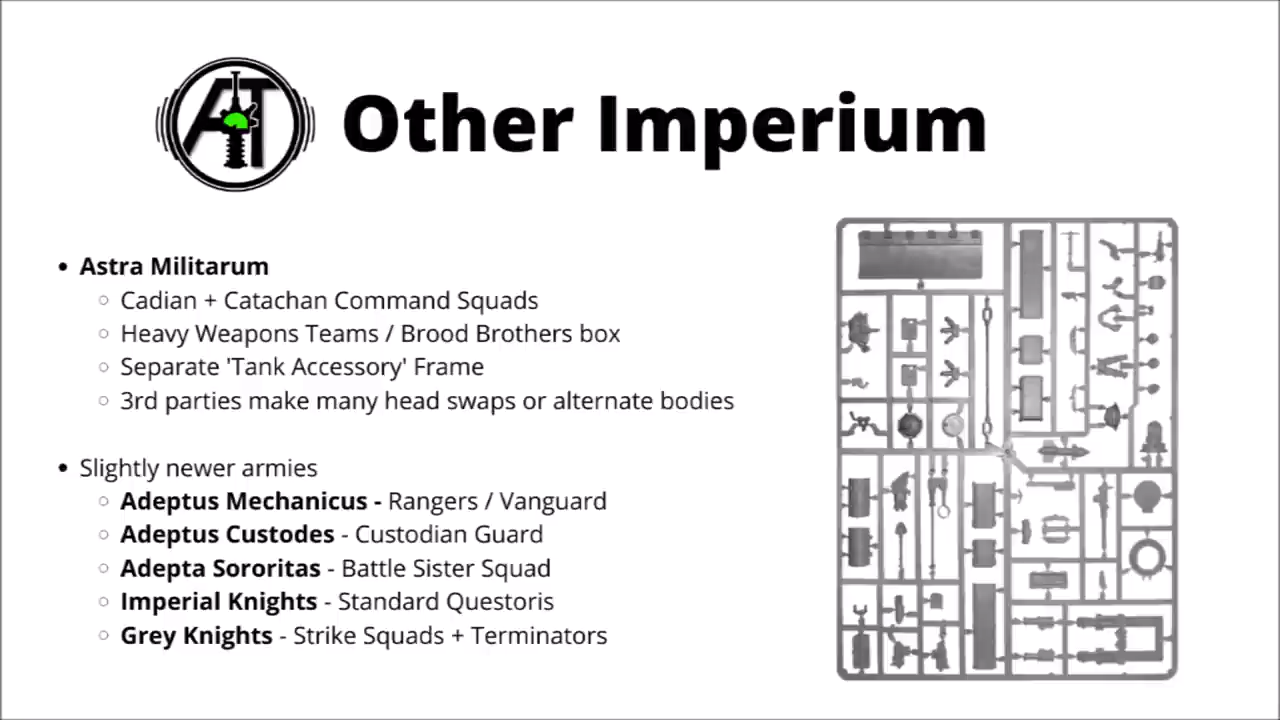 AT
Other Imperium
• Astra Militarum
○ Cadian + Catachan Command Squads
○ Heavy Weapons Teams / Brood Brothers box
○ Separate 'Tank Accessory' Frame
○ 3rd parties make many head swaps or alternate bodies
• Slightly newer armies
○ Adeptus Mechanicus - Rangers / Vanguard
○ Adeptus Custodes - Custodian Guard
○ Adepta Sororitas - Battle Sister Squad
○ Imperial Knights - Standard Questoris
○ Grey Knights - Strike Squads + Terminators